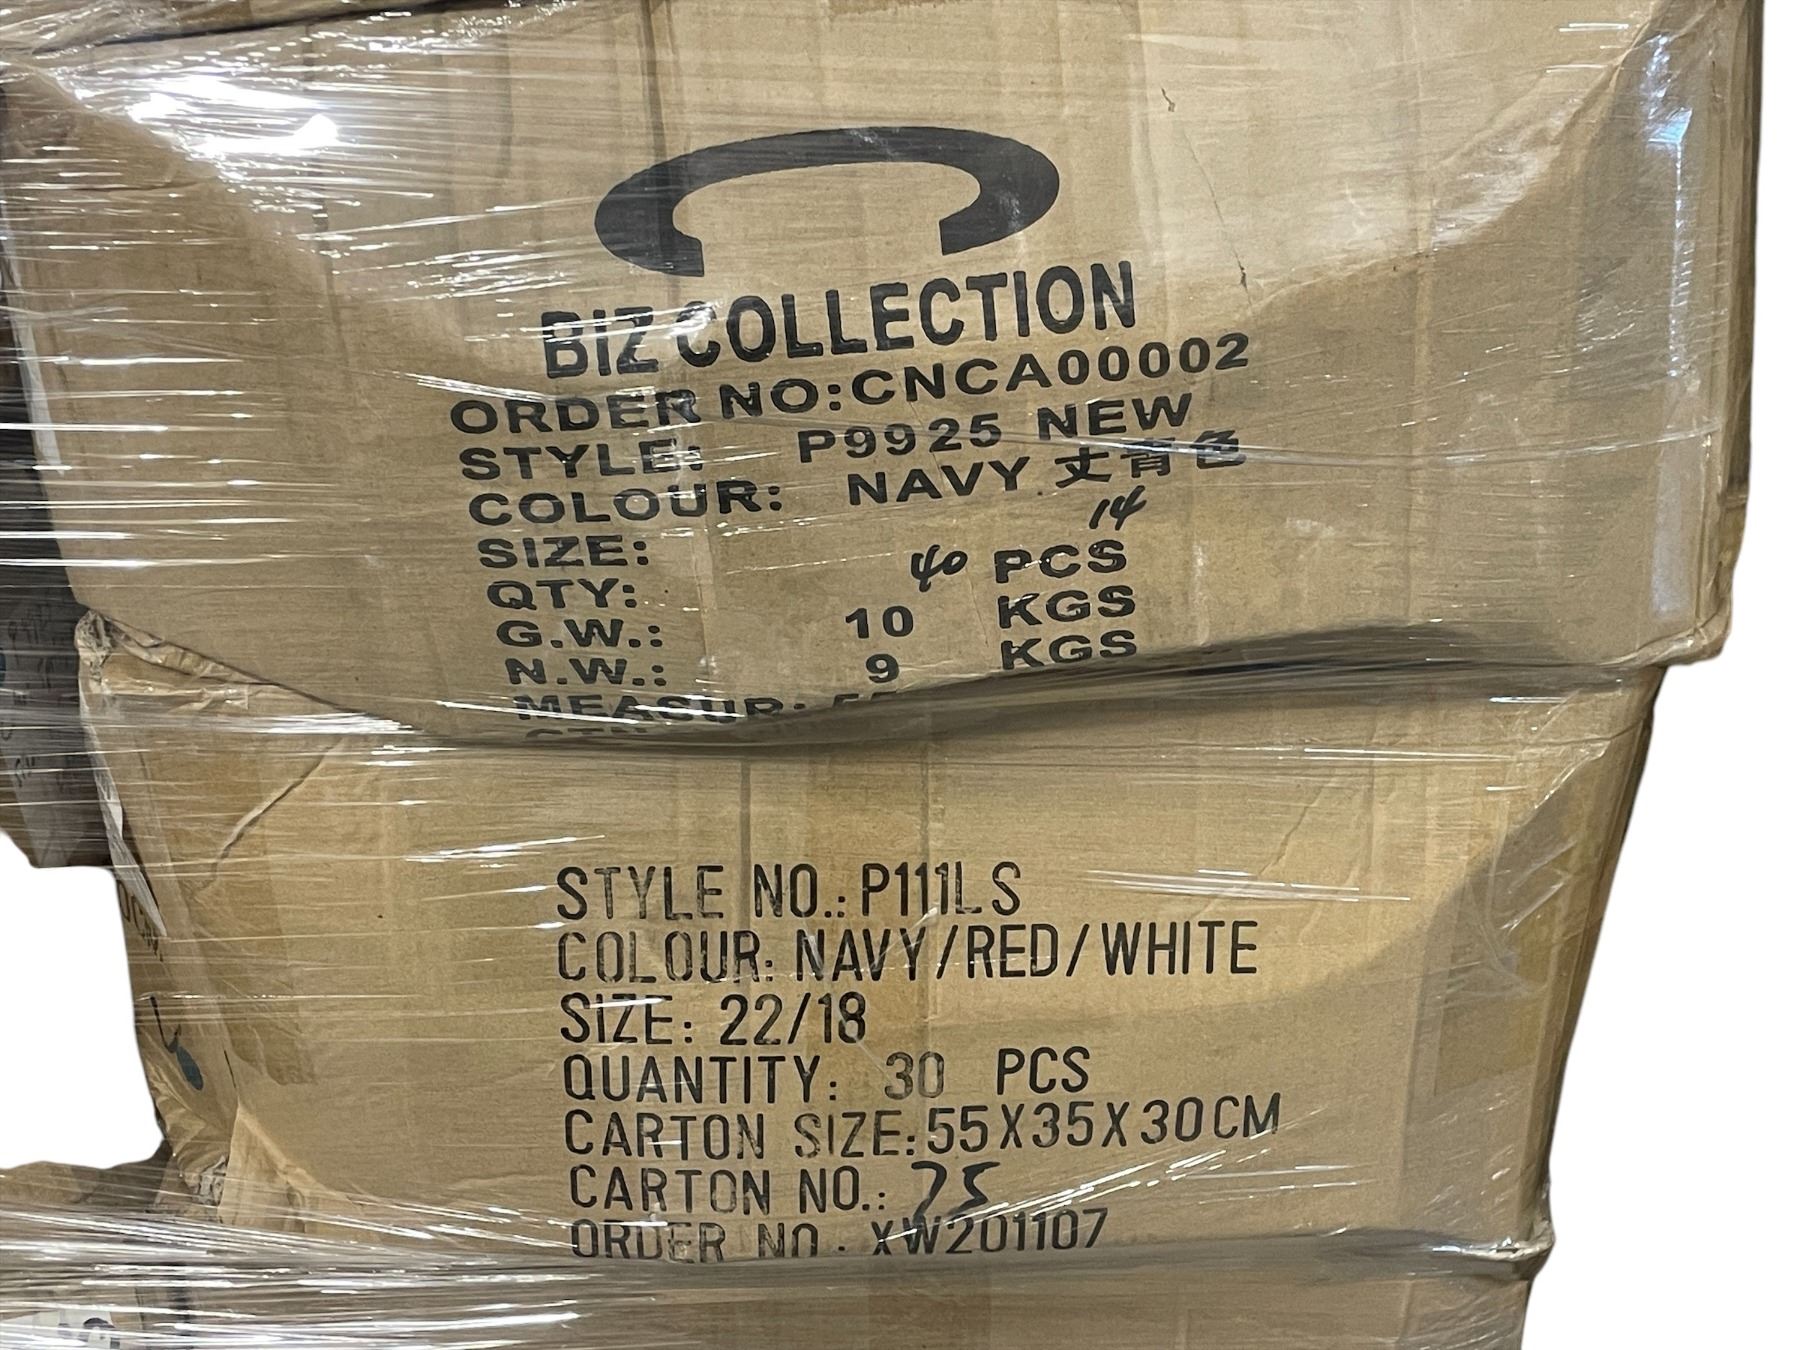 BIZ COLLECTION
ORDER NO:CNCA00002
STYLE: P9925 NEW
COLOUR: NAVY 丈青色
SIZE: 14
QTY: 40 PCS
G.W.: 10 KGS
N.W.: 9 KGS
MEASUR:
STYLE NO.: P111LS
COLOUR: NAVY/RED/WHITE
SIZE: 22/18
QUANTITY: 30 PCS
CARTON SIZE: 55X35X30CM
CARTON NO.: 75
ORDER NO.: XW201107